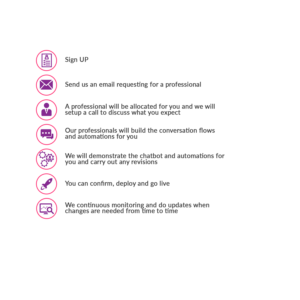 Sign UP
Send us an email requesting for a professional
A professional will be allocated for you and we will
setup a call to discuss what you expect
Our professionals will build the conversation flows
and automations for you
We will demonstrate the chatbot and automations for
you and carry out any revisions
You can confirm, deploy and go live
We continuous monitoring and do updates when
changes are needed from time to time